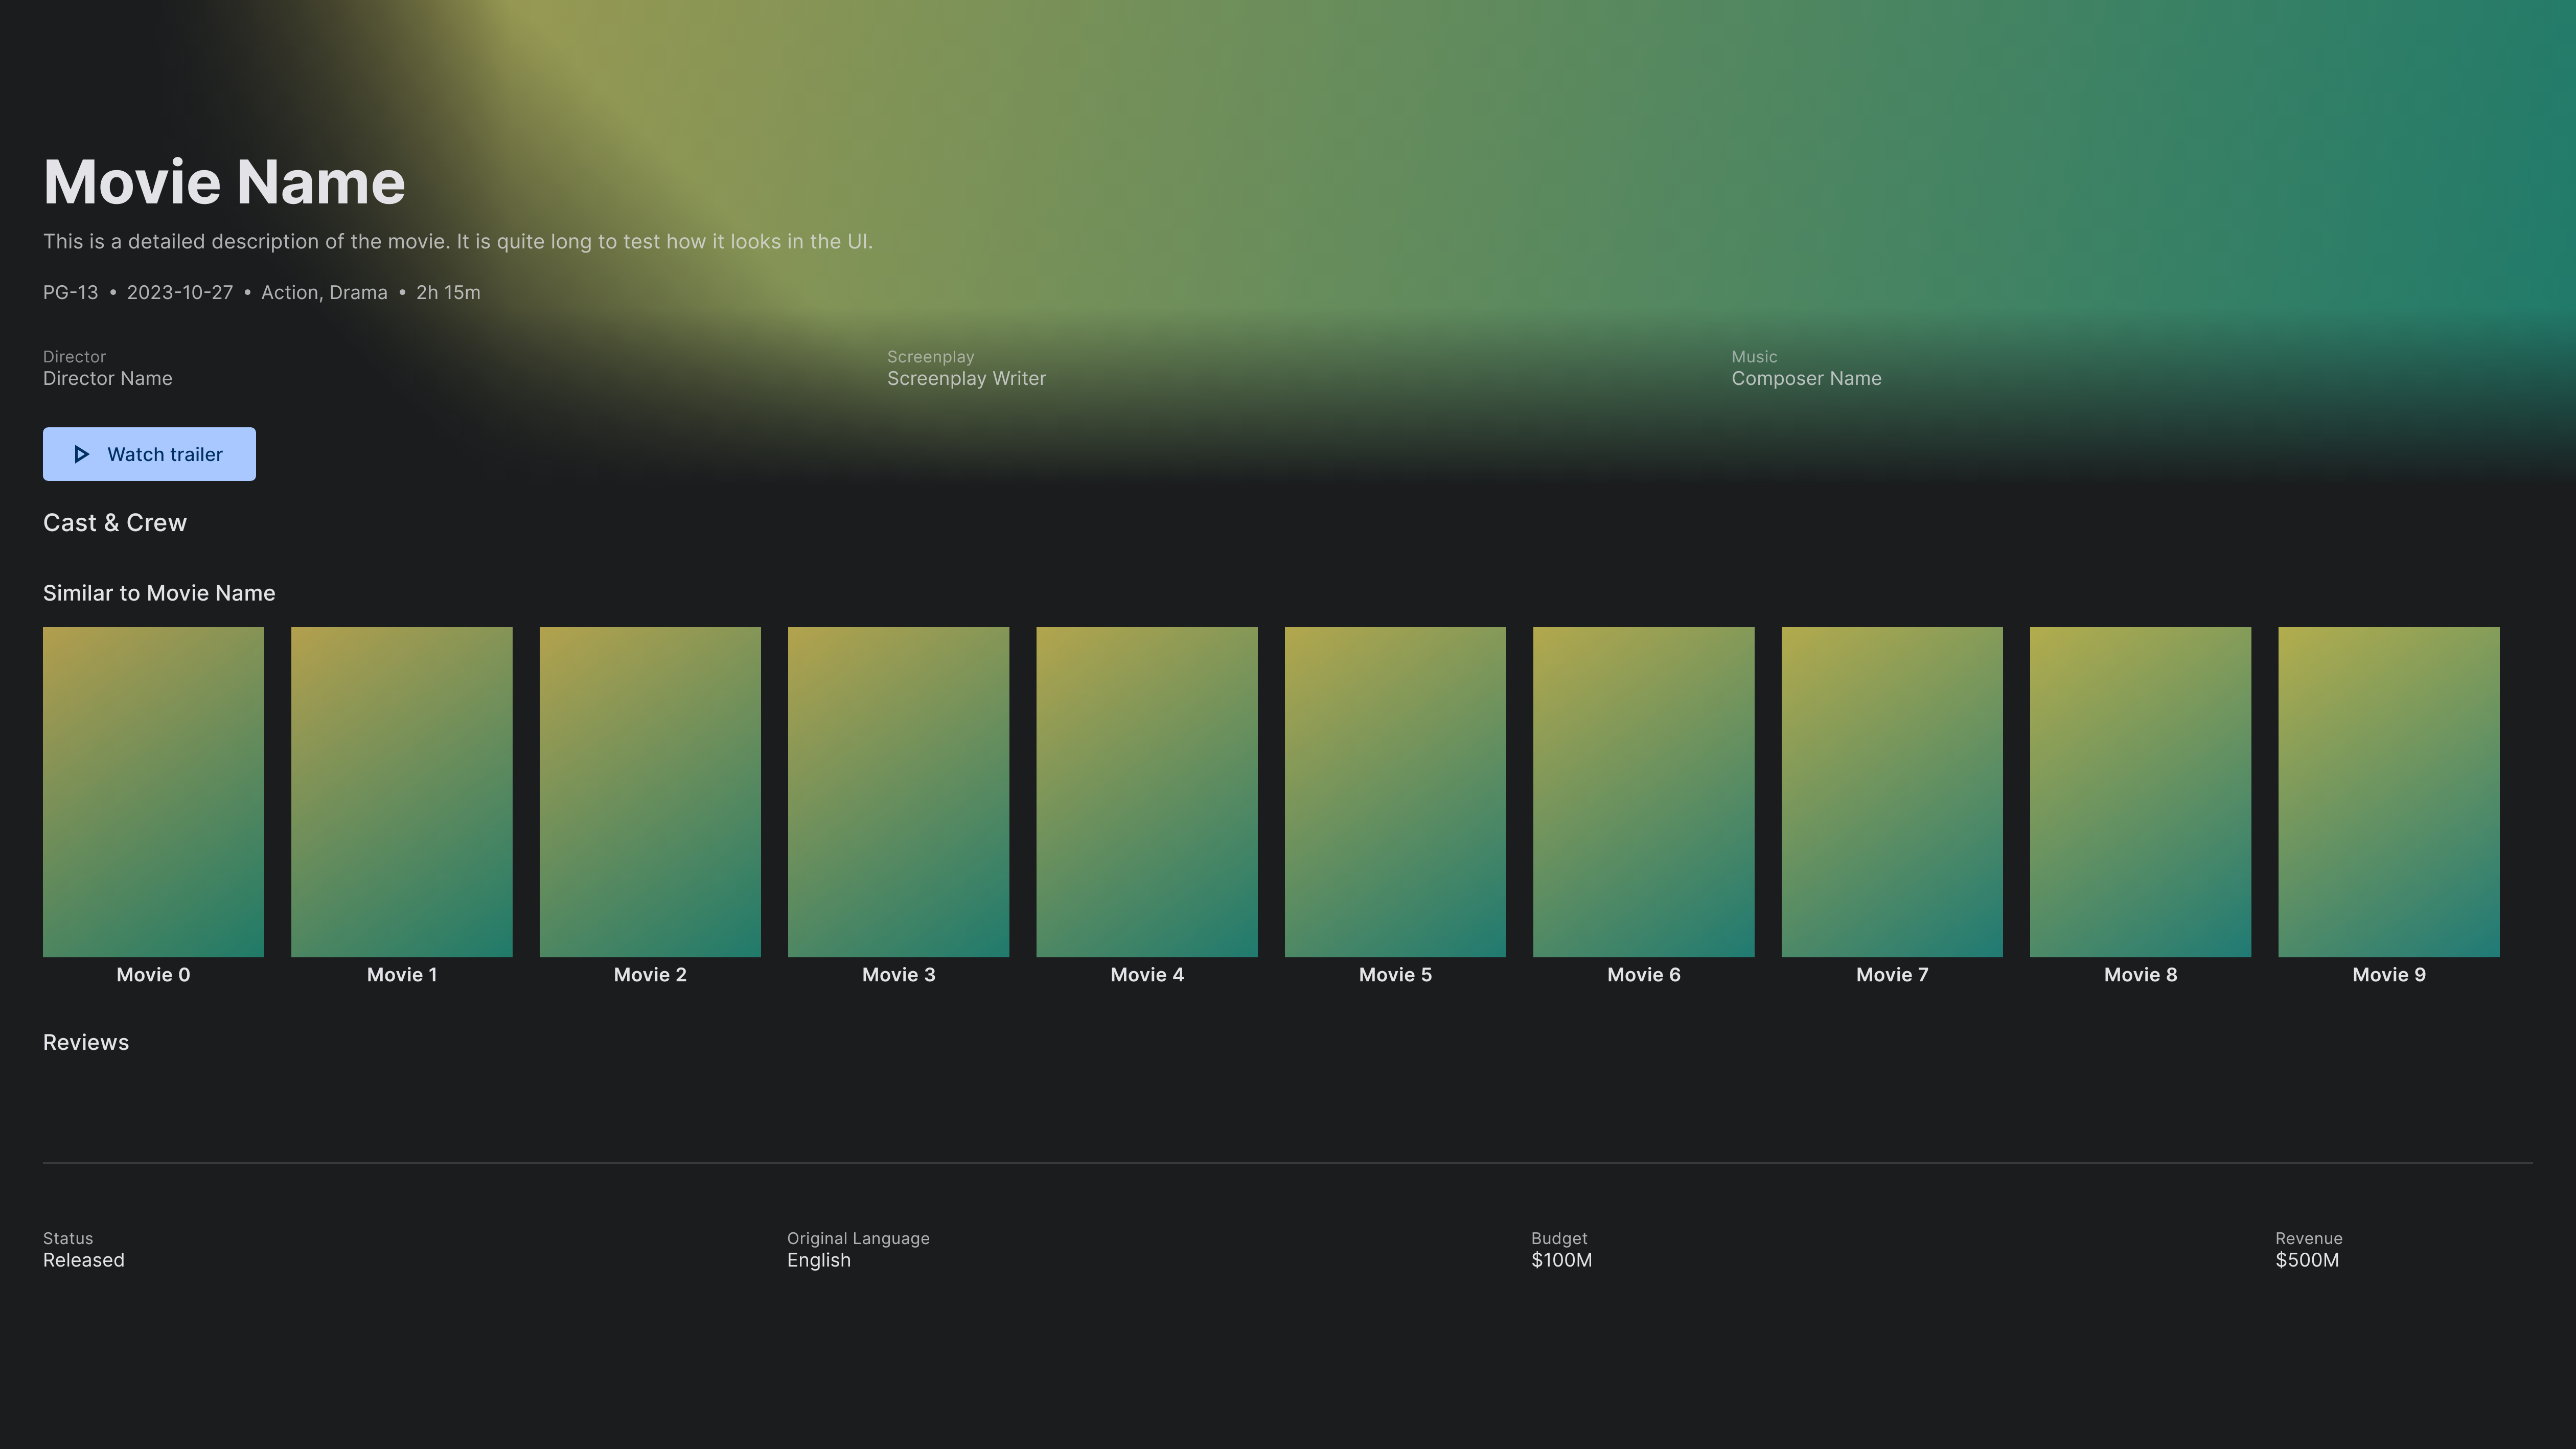 Movie Name
This is a detailed description of the movie. It is quite long to test how it looks in the UI.
PG-13 • 2023-10-27 • Action, Drama • 2h 15m
Director
Director Name
Screenplay
Screenplay Writer
Music
Composer Name
Watch trailer
Cast & Crew
Similar to Movie Name
Movie 0
Movie 1
Movie 2
Movie 3
Movie 4
Movie 5
Movie 6
Movie 7
Movie 8
Movie 9
Reviews
Status
Released
Original Language
English
Budget
$100M
Revenue
$500M